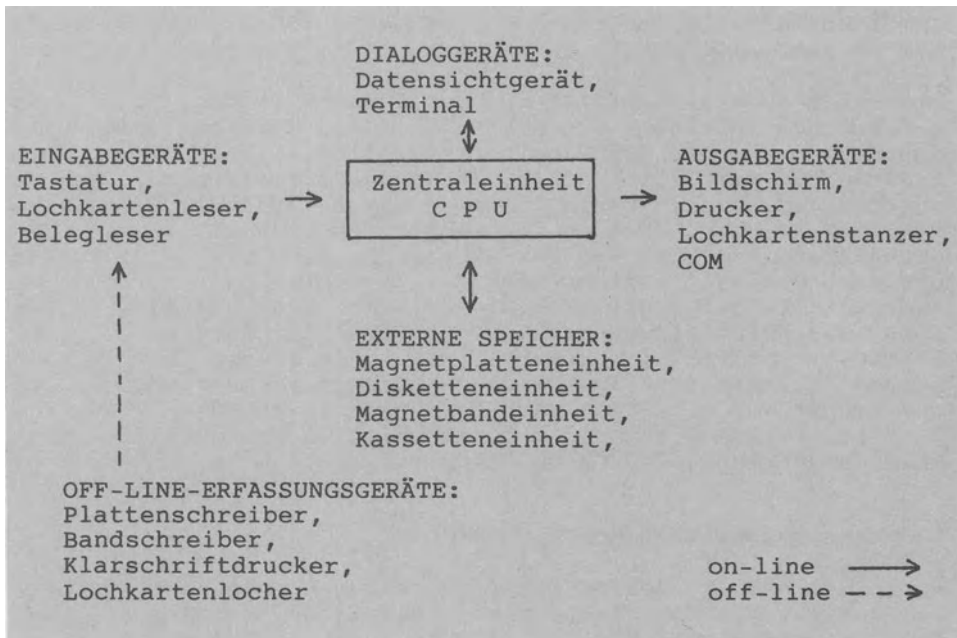 DIALOGGERÄTE:
Datensichtgerät,
Terminal
EINGABEGERÄTE:
Tastatur,
Lochkartenleser,
Belegleser
Zentraleinheit
C P U
AUSGABEGERÄTE:
Bildschirm,
Drucker,
Lochkartenstanzer,
COM
EXTERNE SPEICHER:
Magnetplatteneinheit,
Disketteneinheit,
Magnetbandeinheit,
Kassetteneinheit,
OFF-LINE-ERFASSUNGSGERÄTE:
Plattenschreiber,
Bandschreiber,
Klarschriftdrucker,
Lochkartenlocher
on-line
off-line